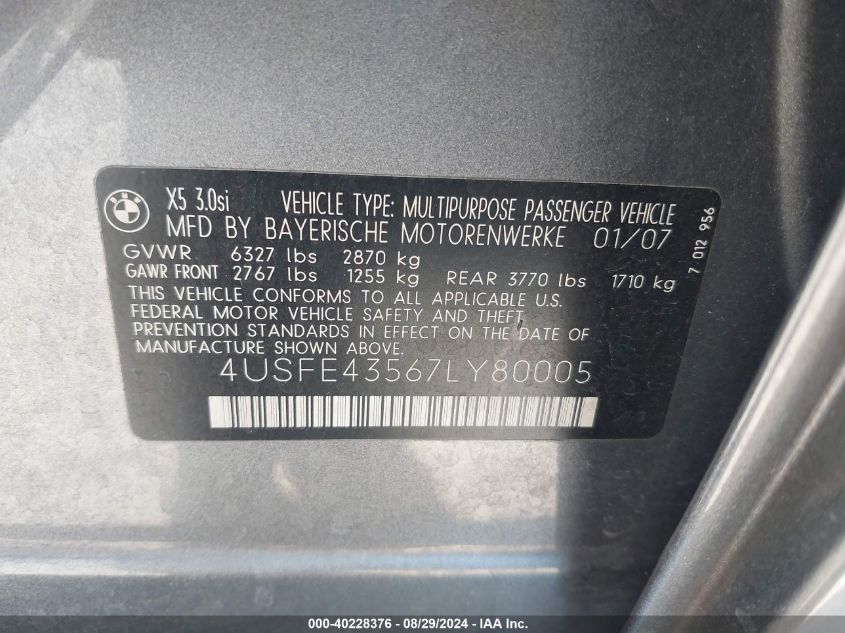 BMW
X5 3.0si VEHICLE TYPE: MULTIPURPOSE PASSENGER VEHICLE
MFD BY BAYERISCHE MOTORENWERKE 01/07
GVWR 6327 lbs 2870 kg
GAWR FRONT 2767 lbs 1255 kg REAR 3770 lbs 1710 kg
THIS VEHICLE CONFORMS TO ALL APPLICABLE U.S.
FEDERAL MOTOR VEHICLE SAFETY AND THEFT
PREVENTION STANDARDS IN EFFECT ON THE DATE OF
MANUFACTURE SHOWN ABOVE.
4USFE43567LY80005
7 012 956
000-40228376 - 08/29/2024 - IAA, Inc.